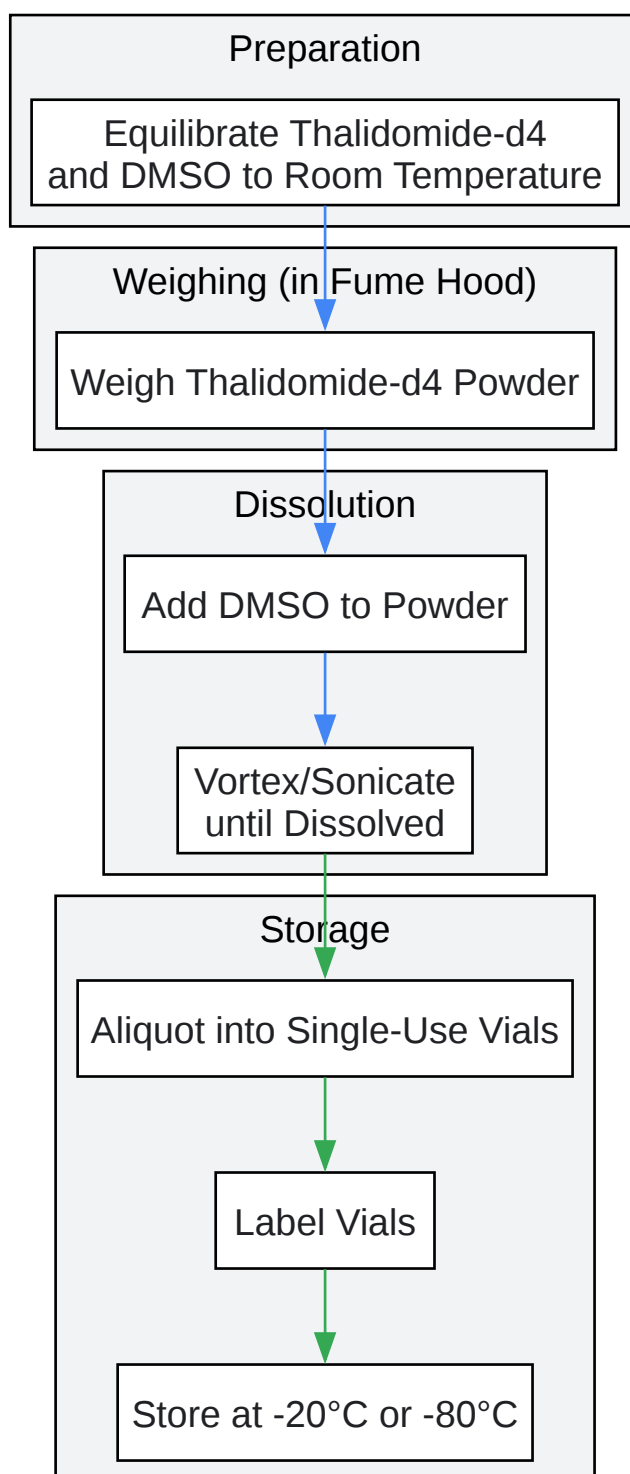 Preparation
Equilibrate Thalidomide-d4
and DMSO to Room Temperature
Weighing (in Fume Hood)
Weigh Thalidomide-d4 Powder
Dissolution
Add DMSO to Powder
Vortex/Sonicate
until Dissolved
Storage
Aliquot into Single-Use Vials
Label Vials
Store at -20°C or -80°C